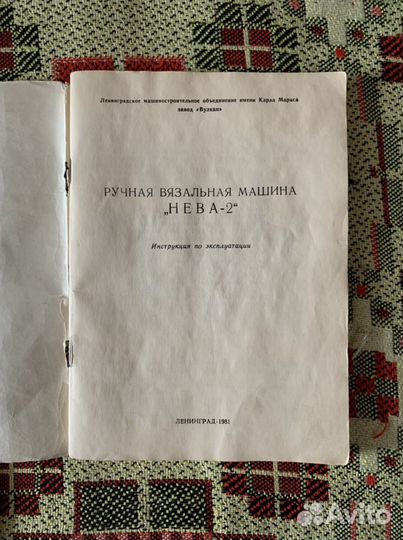 Ленинградское машиностроительное объединение имени Карла Маркса
завод «Вулкан»
РУЧНАЯ ВЯЗАЛЬНАЯ МАШИНА
„НЕВА-2“
Инструкция по эксплуатации
ЛЕНИНГРАД-1981
Avito